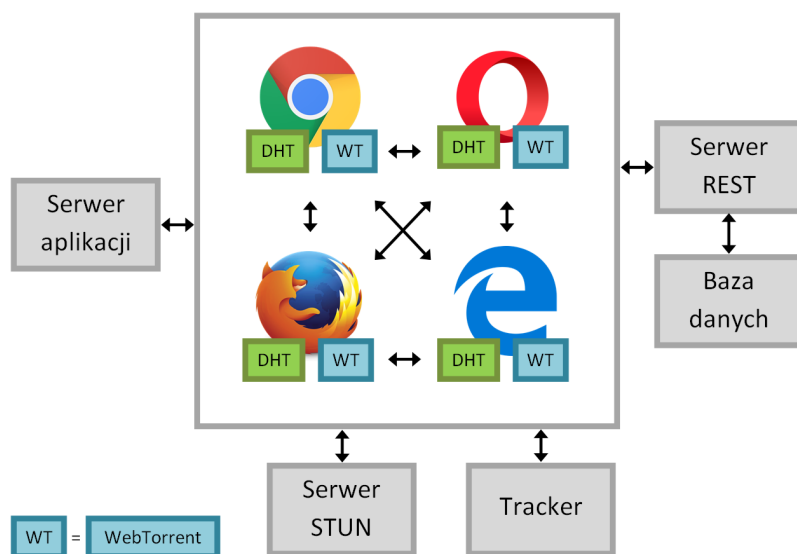 DHT WT
DHT WT
Serwer
REST
Serwer
aplikacji
Baza
danych
DHT WT
DHT WT
Serwer
STUN
Tracker
WT = WebTorrent